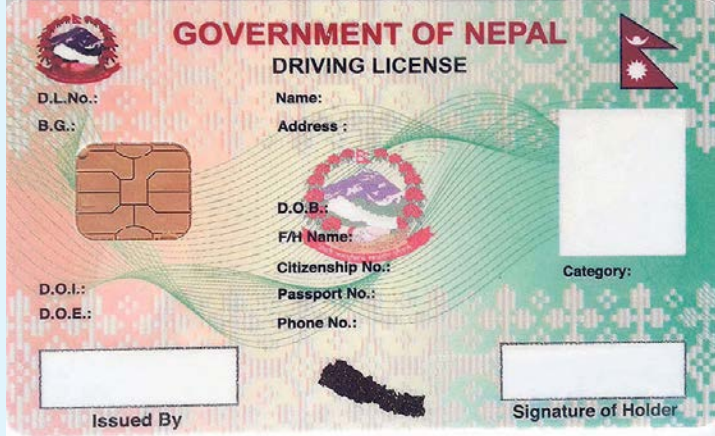 GOVERNMENT OF NEPAL
DRIVING LICENSE
D.L.No.:
Name:
B.G.:
Address :
D.O.B.:
F/H Name:
Citizenship No.:
Category:
D.O.I.:
Passport No.:
D.O.E.:
Phone No.:
Issued By
Signature of Holder